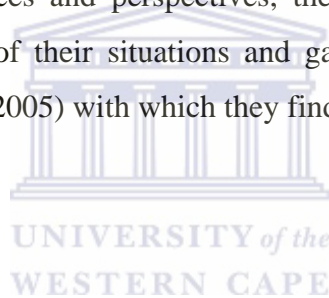 ces and perspectives, the
of their situations and ga
2005) with which they find
UNIVERSITY of the
WESTERN CAPE